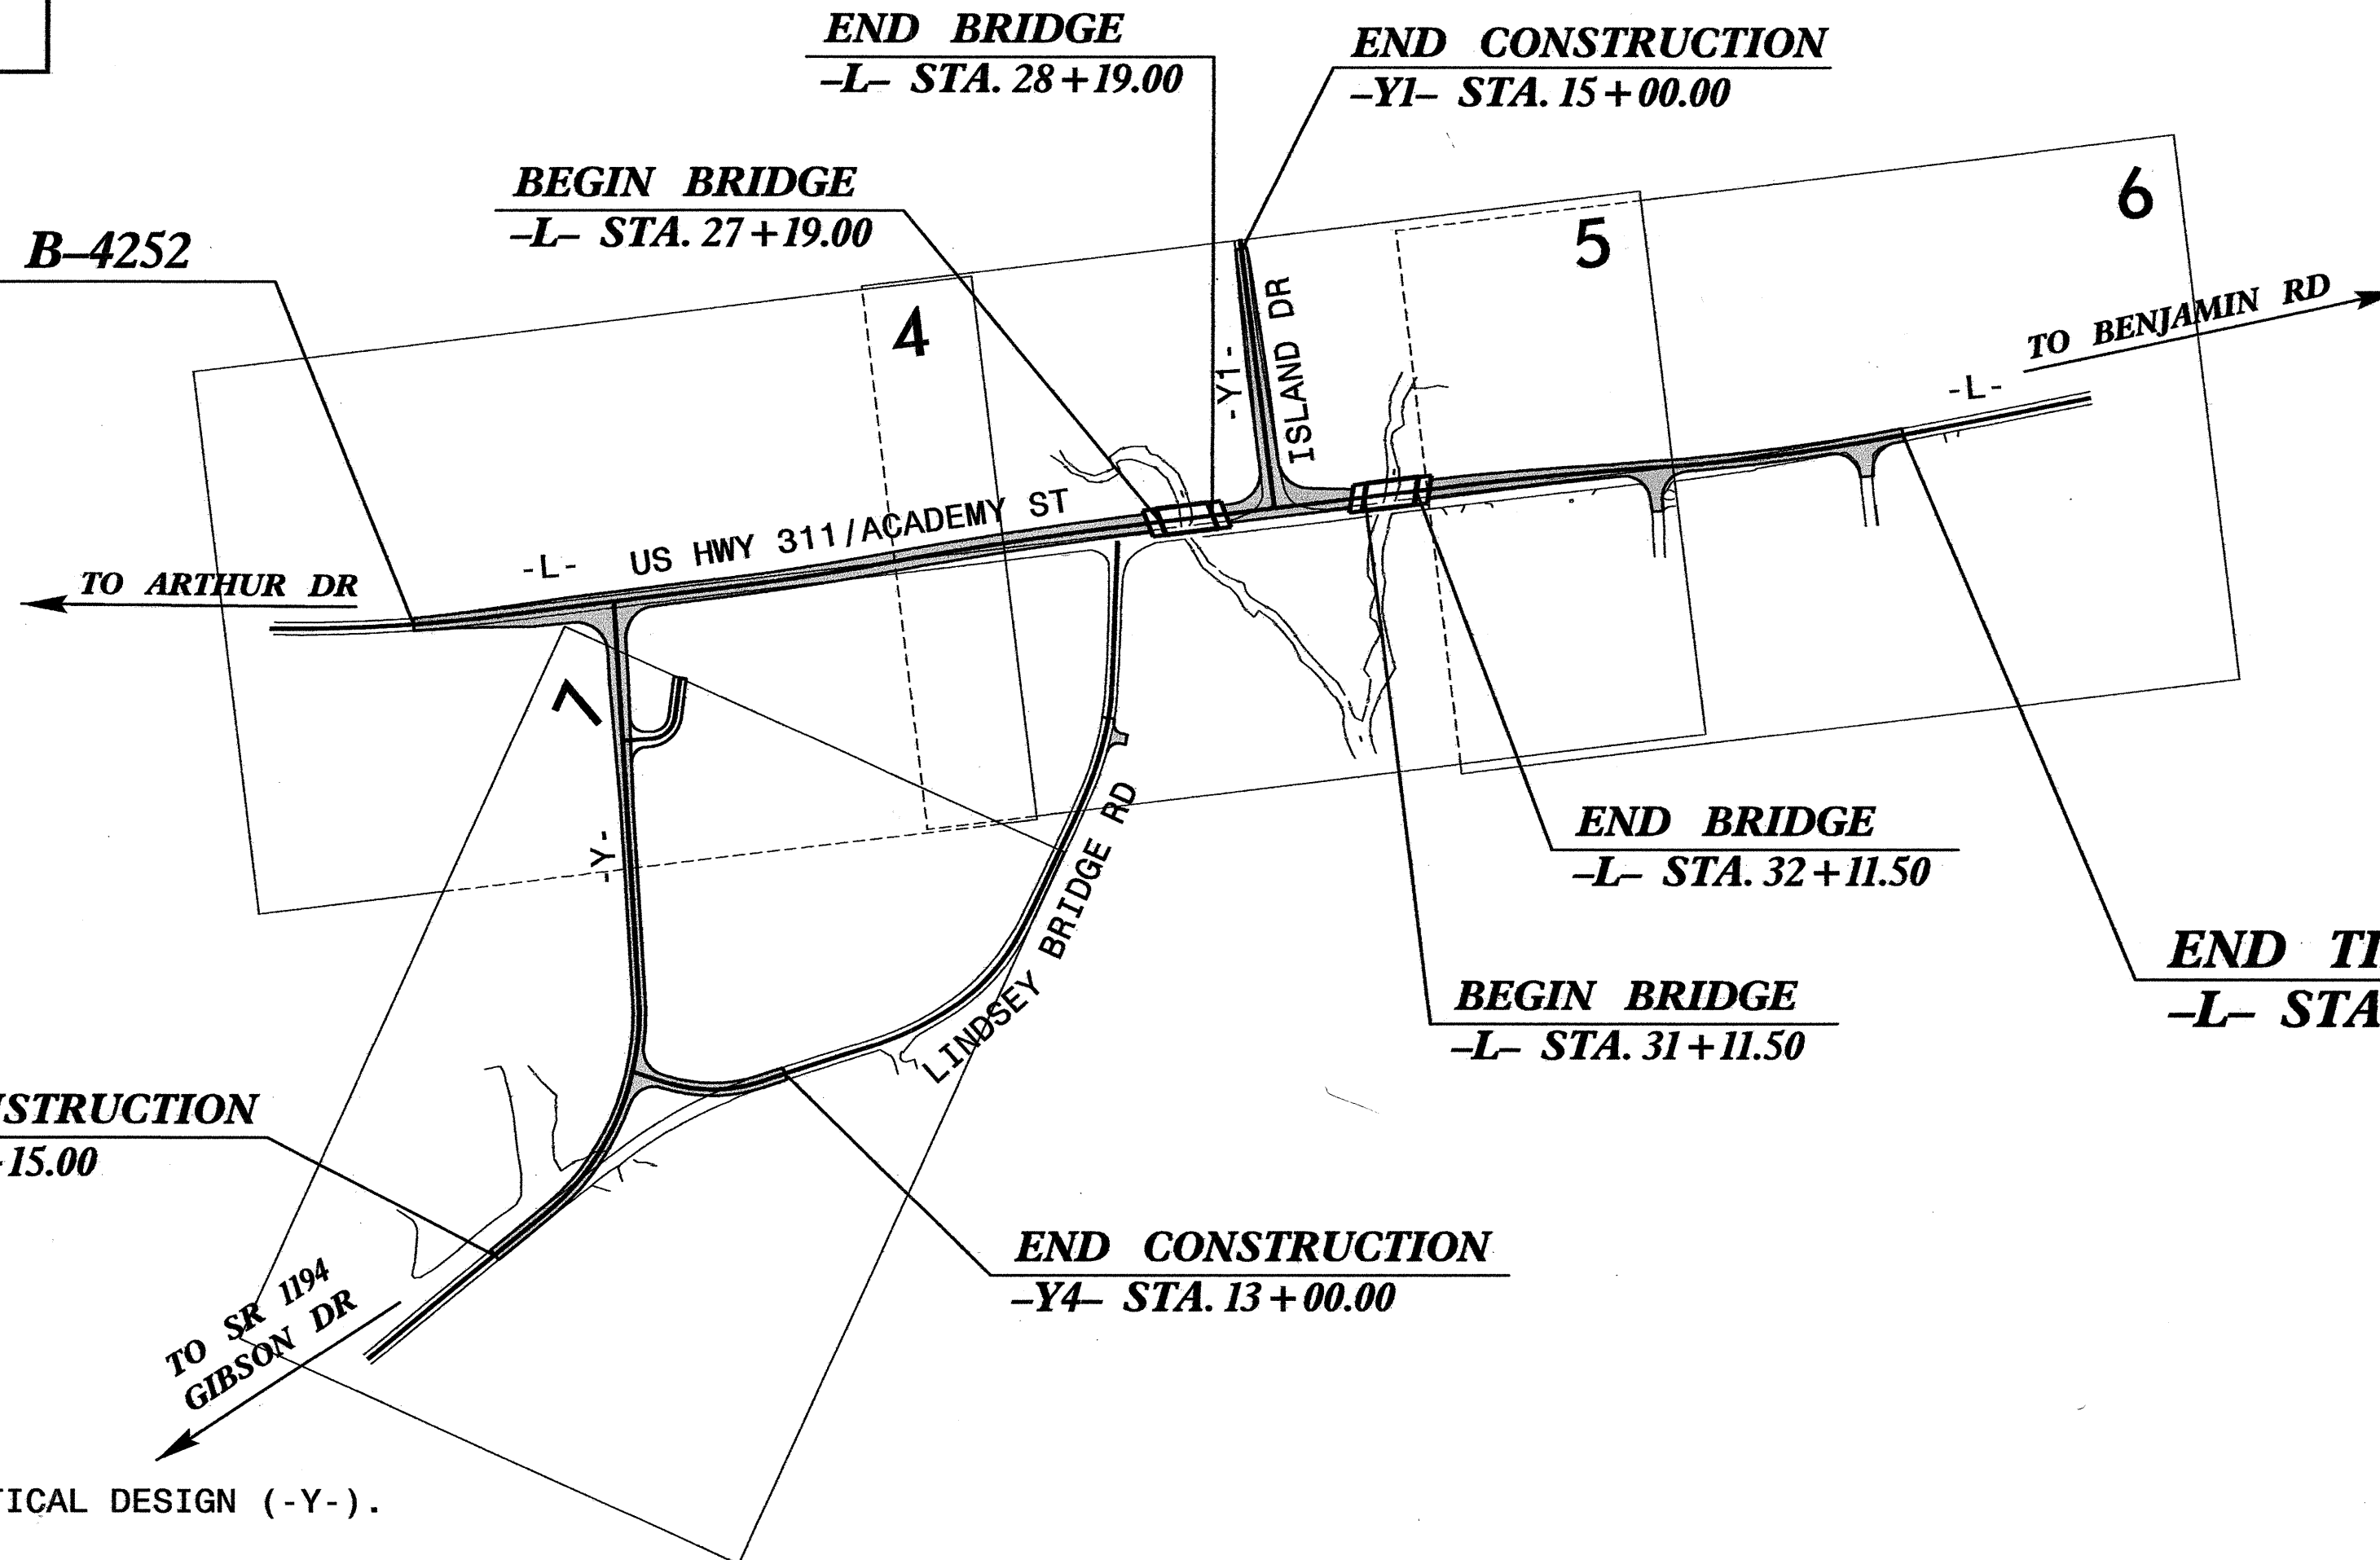 END BRIDGE
-L- STA. 28+19.00
END CONSTRUCTION
-Y1- STA. 15+00.00
BEGIN BRIDGE
-L- STA. 27+19.00
B-4252
6
5
4
TO BENJAMIN RD
-L-
-Y1-
ISLAND DR
-L- US HWY 311/ACADEMY ST
TO ARTHUR DR
7
-Y-
LINDSEY BRIDGE RD
END BRIDGE
-L- STA. 32+11.50
END TI
-L- STA
BEGIN BRIDGE
-L- STA. 31+11.50
NSTRUCTION
15.00
END CONSTRUCTION
-Y4- STA. 13+00.00
TO SR 1194
GIBSON DR
TICAL DESIGN (-Y-).